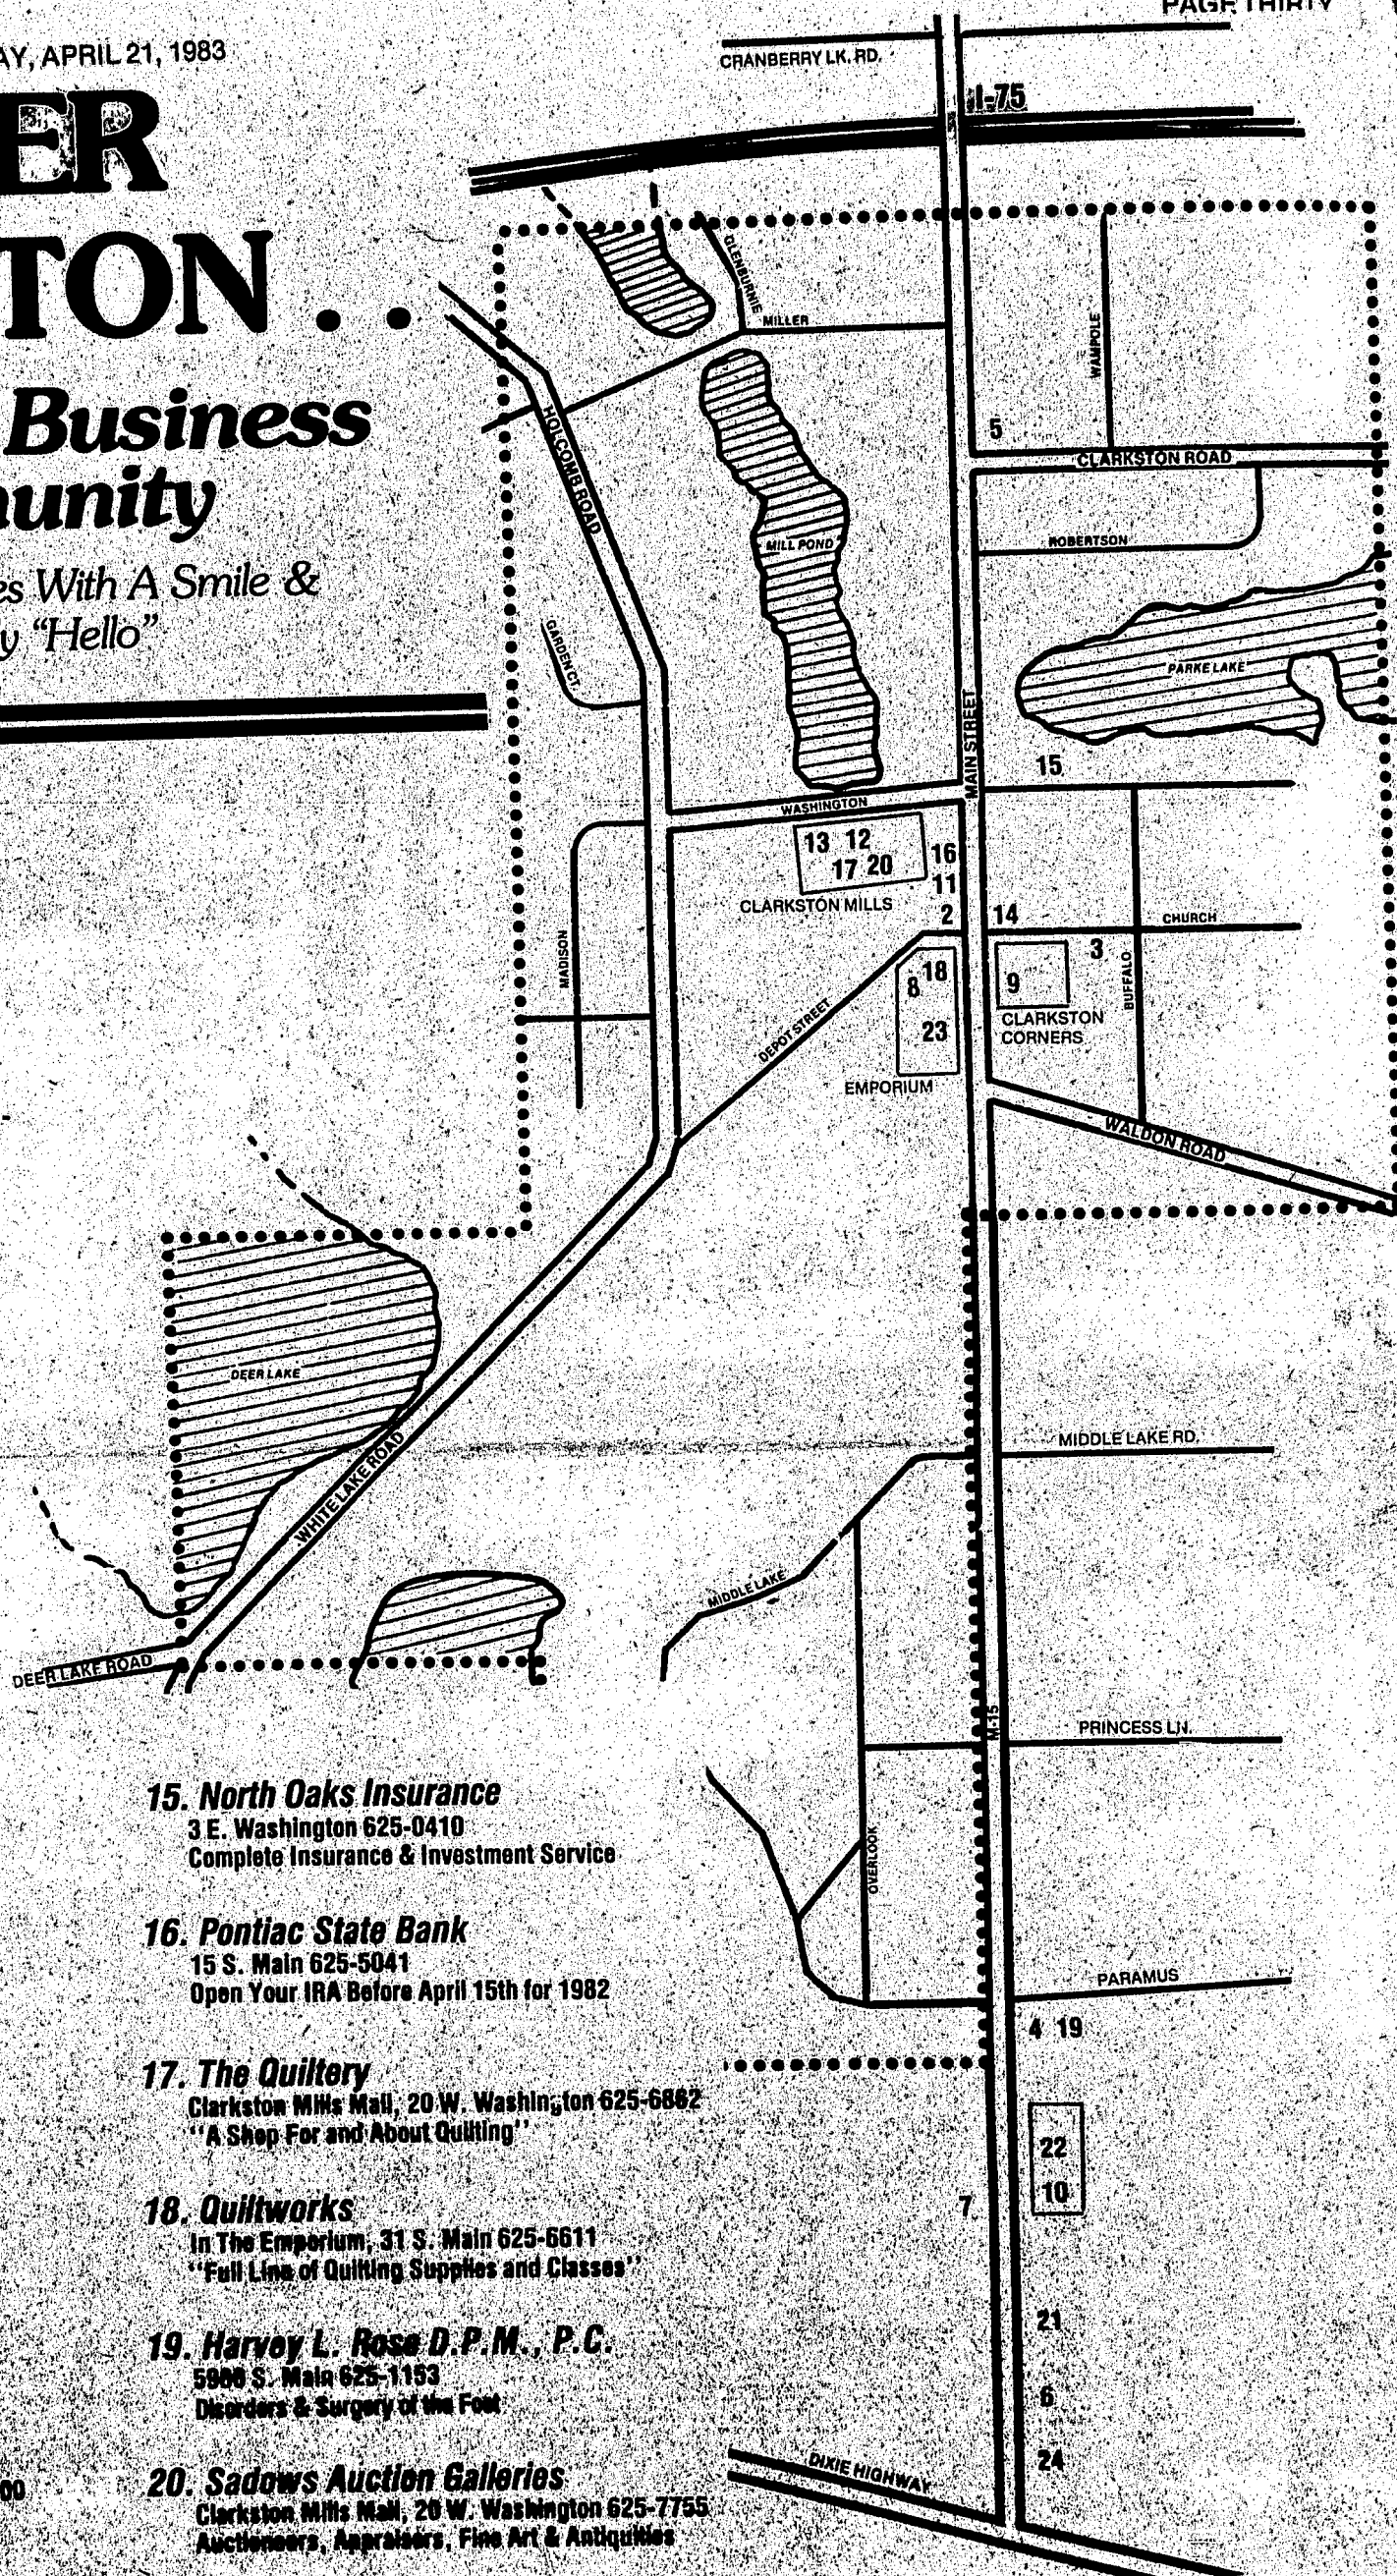 PAGE THIRTY
AY, APRIL 21, 1983
ER
TON..
Business
unity
es With A Smile &
y "Hello"
CRANBERRY LK. RD.
I-75
GLENBURNIE
MILLER
WAMPOLE
HOLCOMB ROAD
5
CLARKSTON ROAD
MILL POND
ROBERTSON
GARDEN CT.
PARKE LAKE
MAIN STREET
15
WASHINGTON
13 12
17 20
16
11
CLARKSTON MILLS
2
14
CHURCH
MADISON
3
18
8
9
BUFFALO
23
CLARKSTON
CORNERS
DEPOT STREET
EMPORIUM
WALDON ROAD
DEER LAKE
WHITE LAKE ROAD
MIDDLE LAKE RD.
MIDDLE LAKE
DEER LAKE ROAD
M-15
PRINCESS LN.
OVERLOOK
PARAMUS
4 19
22
10
7
21
6
24
DIXIE HIGHWAY
15. North Oaks Insurance
3 E. Washington 625-0410
Complete Insurance & Investment Service
16. Pontiac State Bank
15 S. Main 625-5041
Open Your IRA Before April 15th for 1982
17. The Quiltery
Clarkston Mills Mall, 20 W. Washington 625-6882
"A Shop For and About Quilting"
18. Quiltworks
In The Emporium, 31 S. Main 625-6611
"Full Line of Quilting Supplies and Classes"
19. Harvey L. Rose D.P.M., P.C.
S. Main 625-1153
Disorders & Surgery of the Foot
20. Sadows Auction Galleries
Clarkston Mills Mall, 20 W. Washington 625-7755
Auctioneers, Appraisers, Fine Art & Antiquities
00